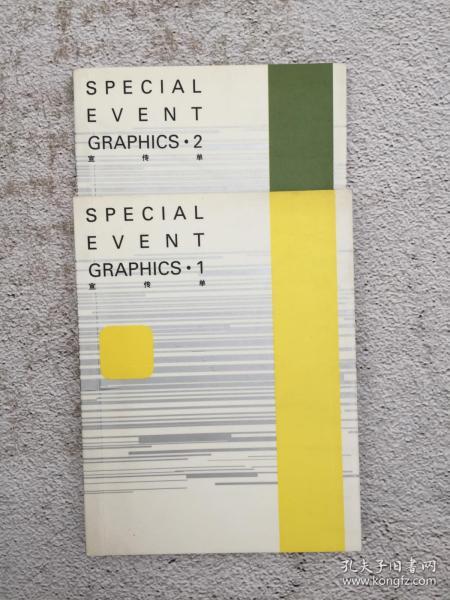 SPECIAL
EVENT
GRAPHICS·2
宣传单
SPECIAL
EVENT
GRAPHICS·1
宣传单
孔夫子旧书网
www.kongfz.com